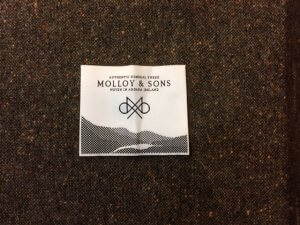 AUTHENTIC DONEGAL TWEED
MOLLOY & SONS
WOVEN IN ARDARA IRELAND